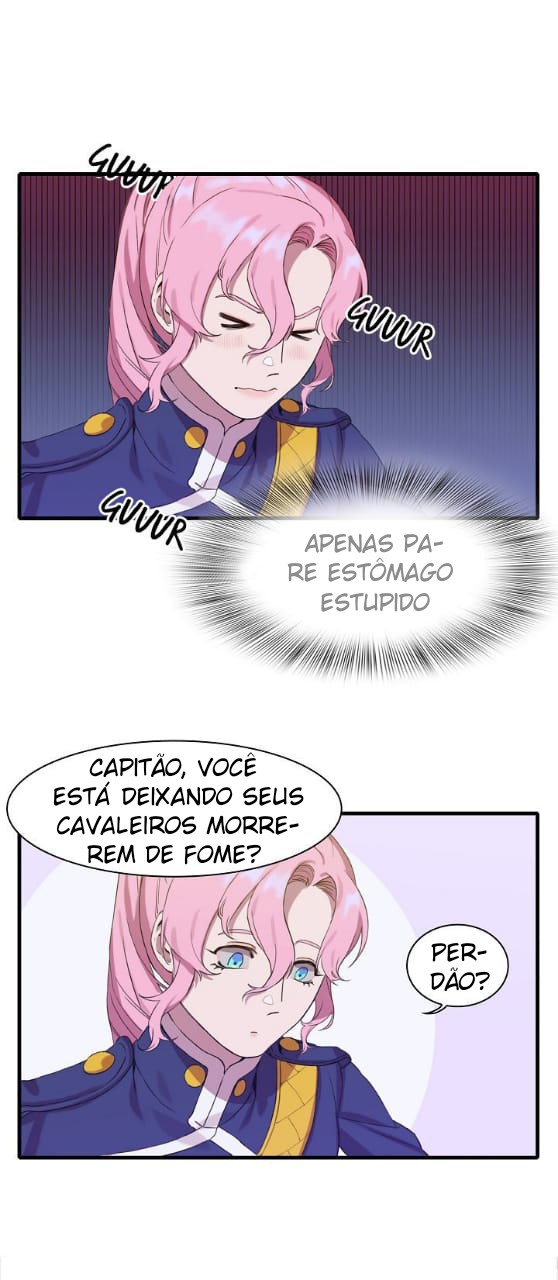 GUUUR
GUUUR
GUUUR
APENAS PA-
RE ESTÔMAGO
ESTUPIDO
CAPITÃO, VOCÊ
ESTÁ DEIXANDO SEUS
CAVALEIROS MORRE-
REM DE FOME?
PER-
DÃO?